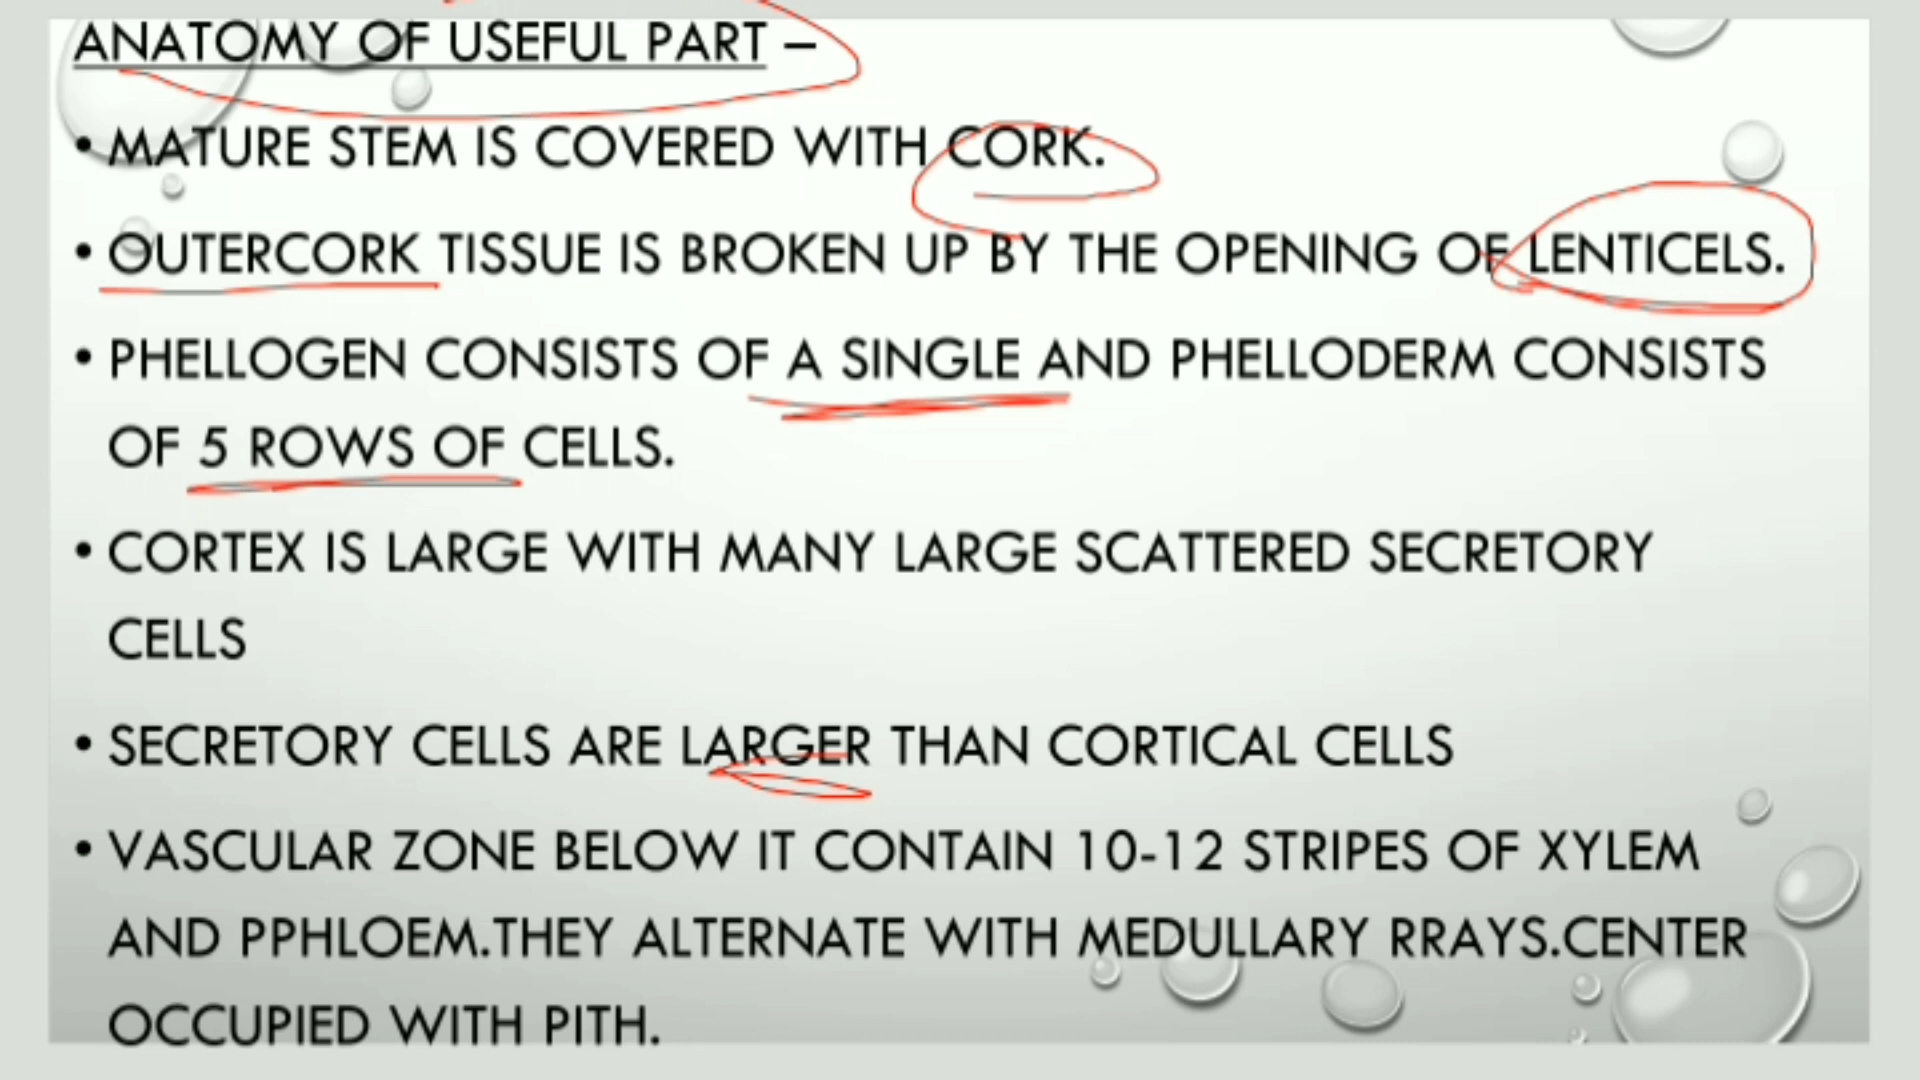 ANATOMY OF USEFUL PART –
• MATURE STEM IS COVERED WITH CORK.
• OUTERCORK TISSUE IS BROKEN UP BY THE OPENING OF LENTICELS.
• PHELLOGEN CONSISTS OF A SINGLE AND PHELLODERM CONSISTS
OF 5 ROWS OF CELLS.
• CORTEX IS LARGE WITH MANY LARGE SCATTERED SECRETORY
CELLS
• SECRETORY CELLS ARE LARGER THAN CORTICAL CELLS
• VASCULAR ZONE BELOW IT CONTAIN 10-12 STRIPES OF XYLEM
AND PPHLOEM.THEY ALTERNATE WITH MEDULLARY RRAYS.CENTER
OCCUPIED WITH PITH.